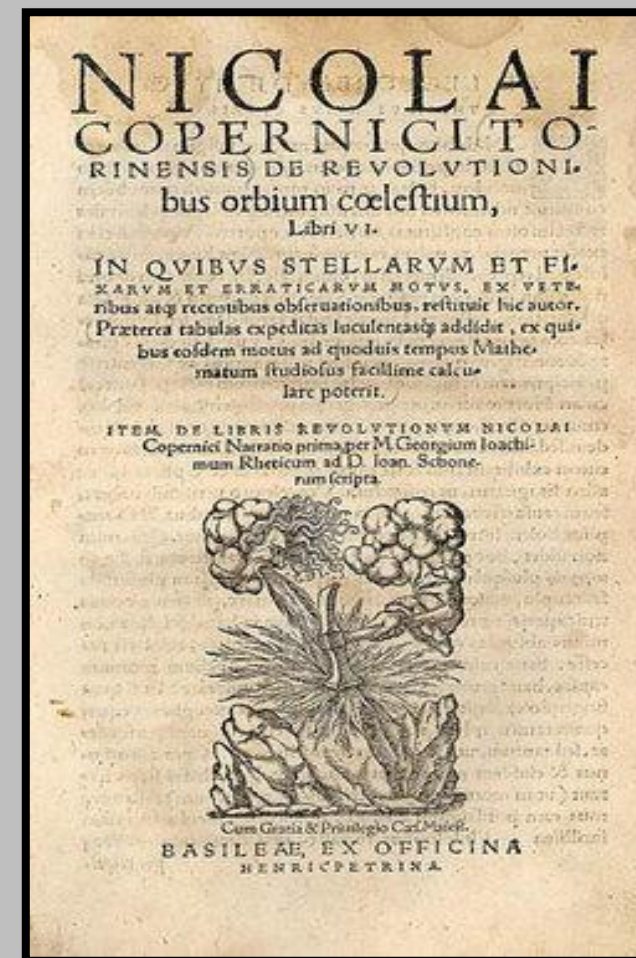 NICOLAI
COPERNICI TO-
RINENSIS DE REVOLVTIONI-
bus orbium cœleſtium,
Libri VI.
IN QVIBVS STELLARVM ET FI-
XARVM ET ERRATICARVM MOTVS, EX VETE-
ribus atq; recentibus obſeruationibus, reſtituit hic autor.
Præterea tabulas expeditas luculentasq; addidit, ex qui-
bus eoſdem motus ad quoduis tempus Mathe-
matum ſtudioſus facillime calcu-
lare poterit.
ITEM, DE LIBRIS REVOLVTIONVM NICOLAI
Copernici Narratio prima, per M. Georgium Ioachi-
mum Rheticum ad D. Ioan. Schone-
rum ſcripta.
Cum Gratia & Priuilegio Cæſ. Maieſt.
BASILEAE, EX OFFICINA
HENRICPETRINA.